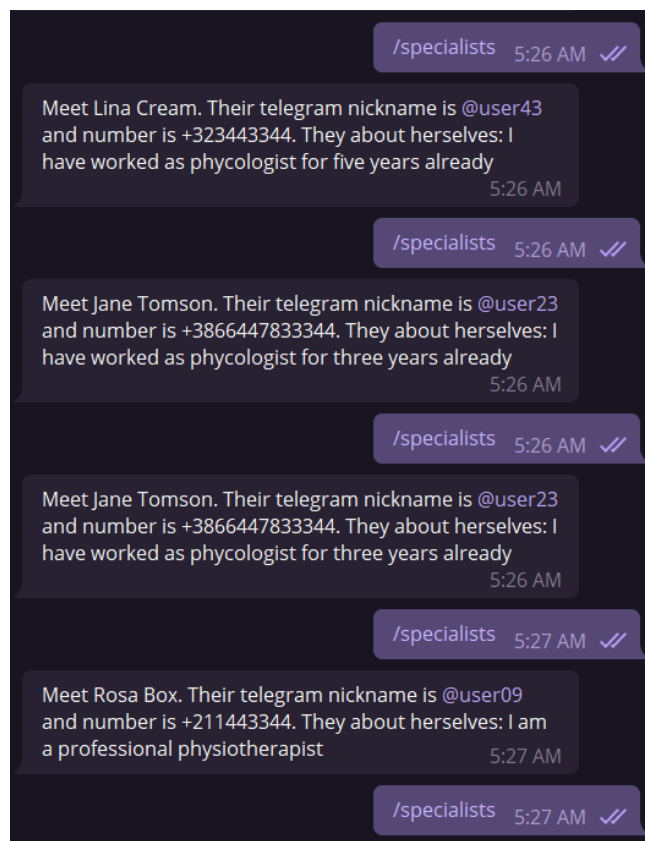 /specialists 5:26 AM
Meet Lina Cream. Their telegram nickname is @user43
and number is +323443344. They about herselves: I
have worked as phycologist for five years already
5:26 AM
/specialists 5:26 AM
Meet Jane Tomson. Their telegram nickname is @user23
and number is +3866447833344. They about herselves: I
have worked as phycologist for three years already
5:26 AM
/specialists 5:26 AM
Meet Jane Tomson. Their telegram nickname is @user23
and number is +3866447833344. They about herselves: I
have worked as phycologist for three years already
5:26 AM
/specialists 5:27 AM
Meet Rosa Box. Their telegram nickname is @user09
and number is +211443344. They about herselves: I am
a professional physiotherapist 5:27 AM
/specialists 5:27 AM